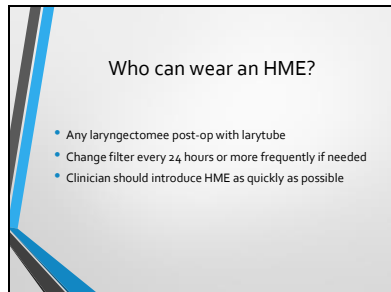 Who can wear an HME?
Any laryngectomee post-op with larytube
Change filter every 24 hours or more frequently if needed
Clinician should introduce HME as quickly as possible